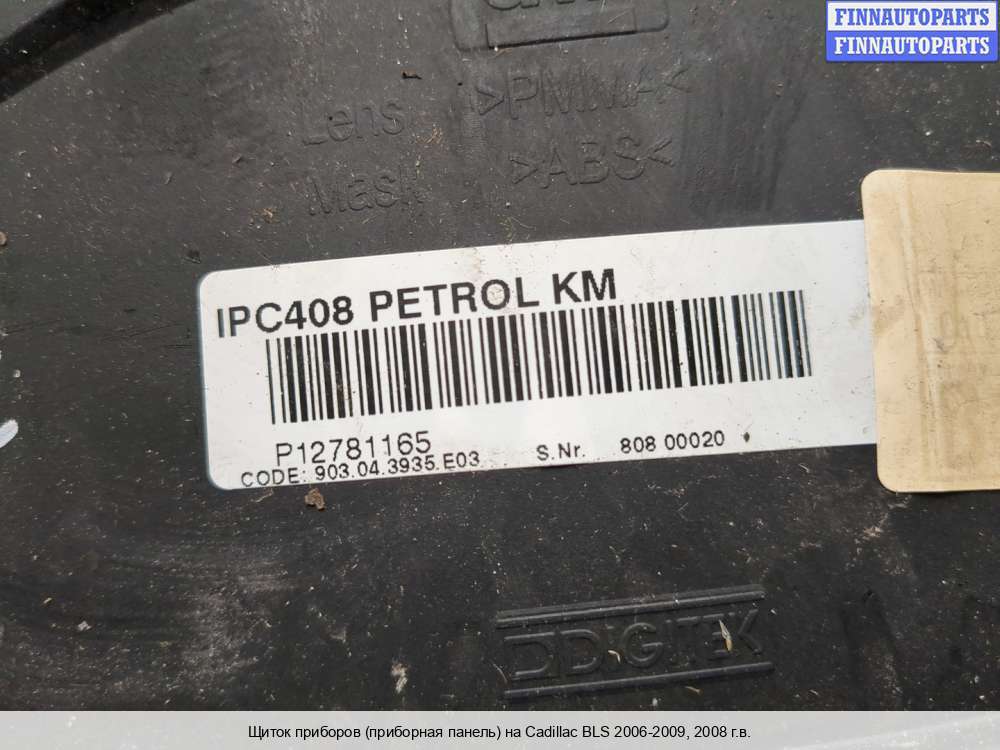 FINNAUTOPARTS
FINNAUTOPARTS
Lens >PMMA<
Mask >ABS<
IPC408 PETROL KM
P12781165
CODE: 903.04.3935.E03 S.Nr. 808 00020
DIGITEK
Щиток приборов (приборная панель) на Cadillac BLS 2006-2009, 2008 г.в.